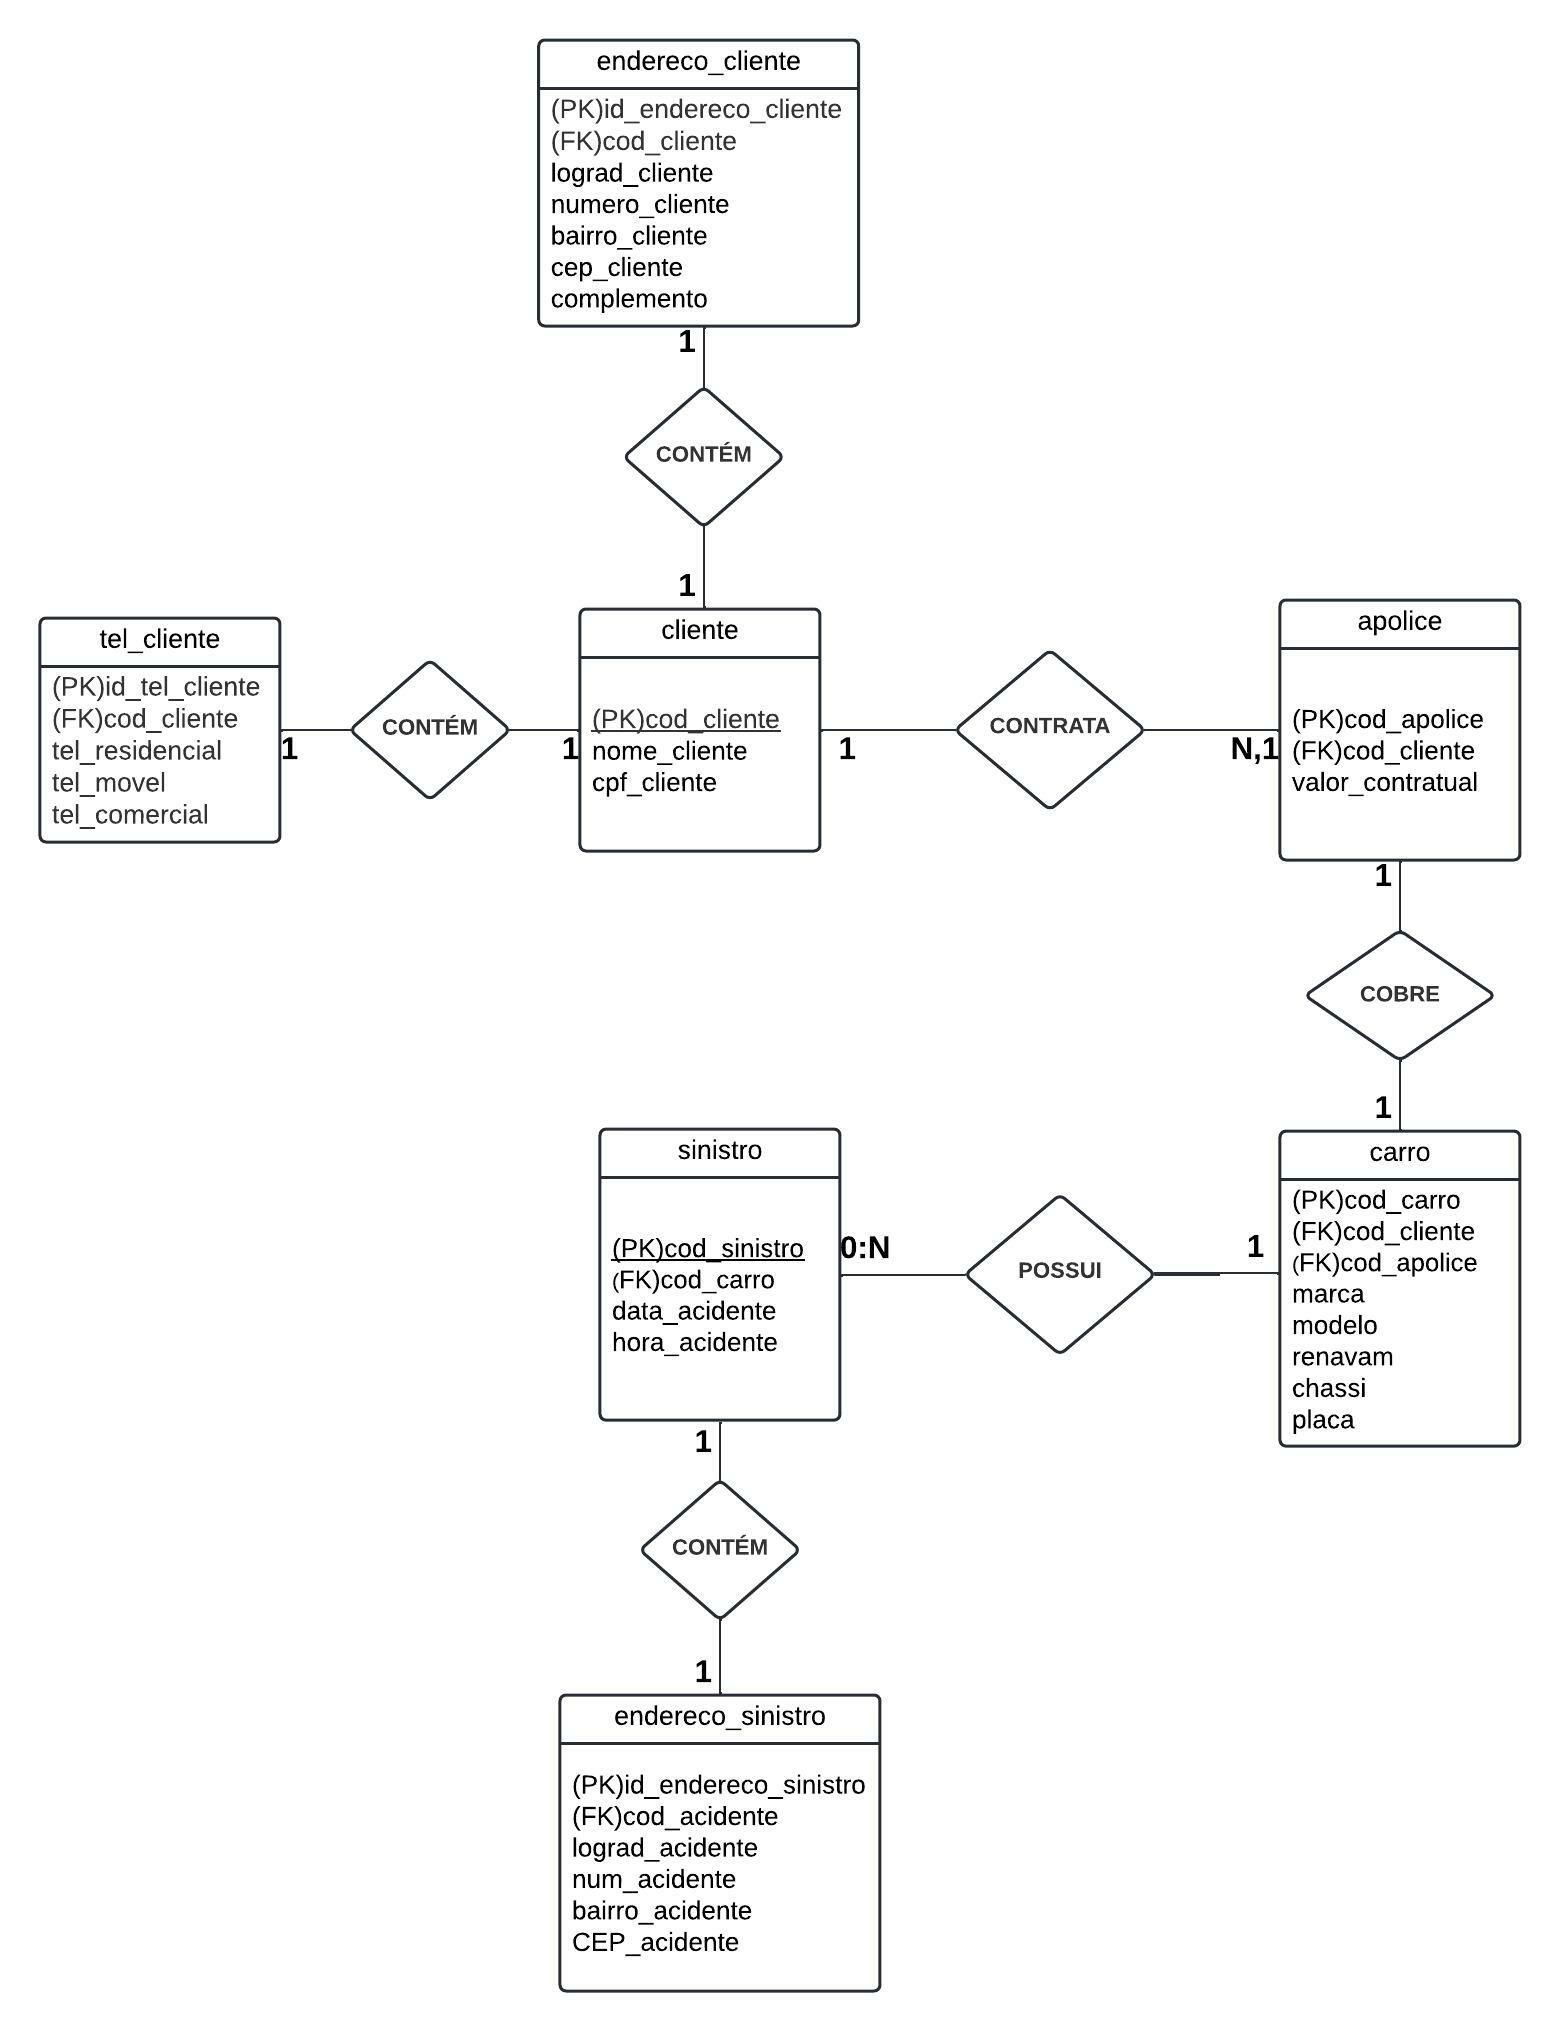 endereco_cliente
(PK)id_endereco_cliente
(FK)cod_cliente
lograd_cliente
numero_cliente
bairro_cliente
cep_cliente
complemento
1
CONTÉM
1
tel_cliente
(PK)id_tel_cliente
(FK)cod_cliente
tel_residencial
tel_movel
tel_comercial
1
CONTÉM
1
cliente
(PK)cod_cliente
nome_cliente
cpf_cliente
1
CONTRATA
N,1
apolice
(PK)cod_apolice
(FK)cod_cliente
valor_contratual
1
COBRE
1
carro
(PK)cod_carro
(FK)cod_cliente
(FK)cod_apolice
marca
modelo
renavam
chassi
placa
1
POSSUI
0:N
sinistro
(PK)cod_sinistro
(FK)cod_carro
data_acidente
hora_acidente
1
CONTÉM
1
endereco_sinistro
(PK)id_endereco_sinistro
(FK)cod_acidente
lograd_acidente
num_acidente
bairro_acidente
CEP_acidente